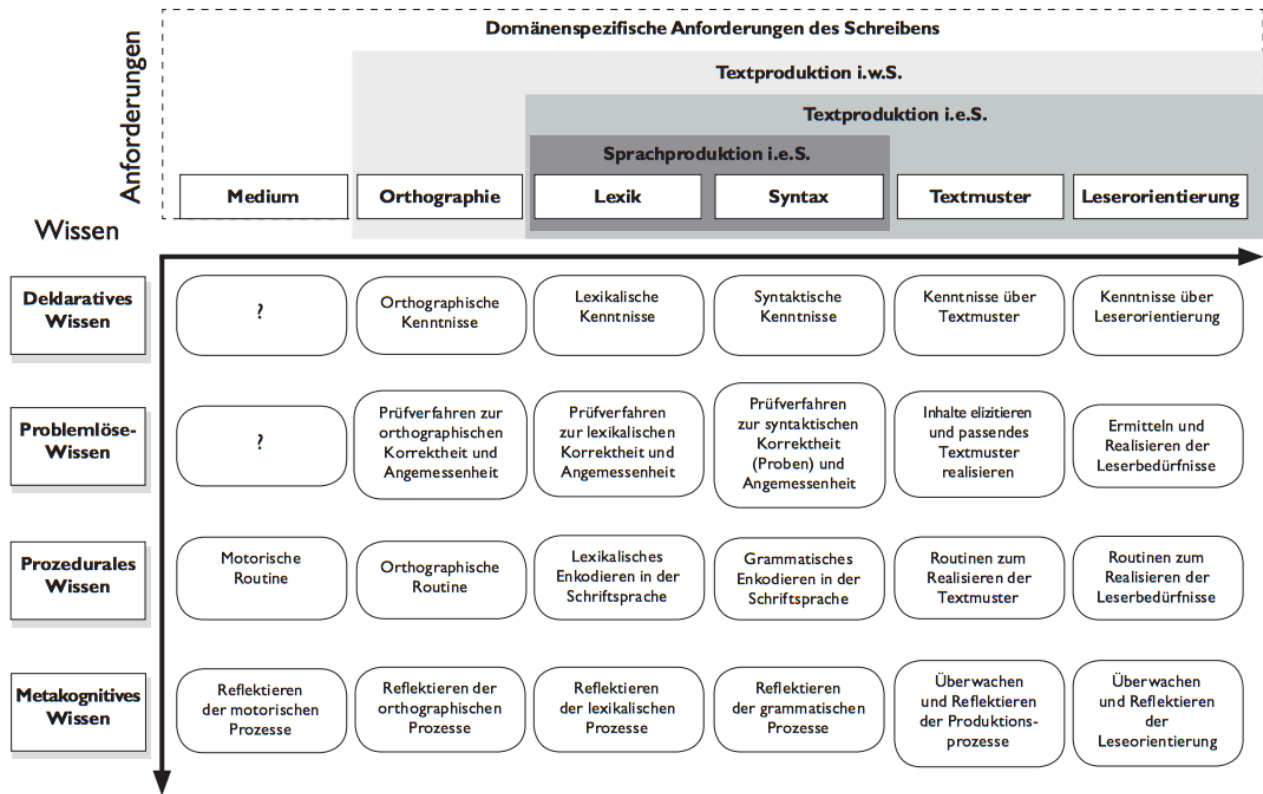 Anforderungen
Domänenspezifische Anforderungen des Schreibens
Textproduktion i.w.S.
Textproduktion i.e.S.
Sprachproduktion i.e.S.
Medium
Orthographie
Lexik
Syntax
Textmuster
Leserorientierung
Wissen
Deklaratives
Wissen
?
Orthographische
Kenntnisse
Lexikalische
Kenntnisse
Syntaktische
Kenntnisse
Kenntnisse über
Textmuster
Kenntnisse über
Leserorientierung
Problemlöse-
Wissen
?
Prüfverfahren zur
orthographischen
Korrektheit und
Angemessenheit
Prüfverfahren
zur lexikalischen
Korrektheit und
Angemessenheit
Prüfverfahren
zur syntaktischen
Korrektheit
(Proben) und
Angemessenheit
Inhalte elizitieren
und passendes
Textmuster
realisieren
Ermitteln und
Realisieren der
Leserbedürfnisse
Prozedurales
Wissen
Motorische
Routine
Orthographische
Routine
Lexikalisches
Enkodieren in der
Schriftsprache
Grammatisches
Enkodieren in der
Schriftsprache
Routinen zum
Realisieren der
Textmuster
Routinen zum
Realisieren der
Leserbedürfnisse
Metakognitives
Wissen
Reflektieren
der motorischen
Prozesse
Reflektieren der
orthographischen
Prozesse
Reflektieren
der lexikalischen
Prozesse
Reflektieren
der grammatischen
Prozesse
Überwachen
und Reflektieren
der Produktions-
prozesse
Überwachen
und Reflektieren
der
Leseorientierung